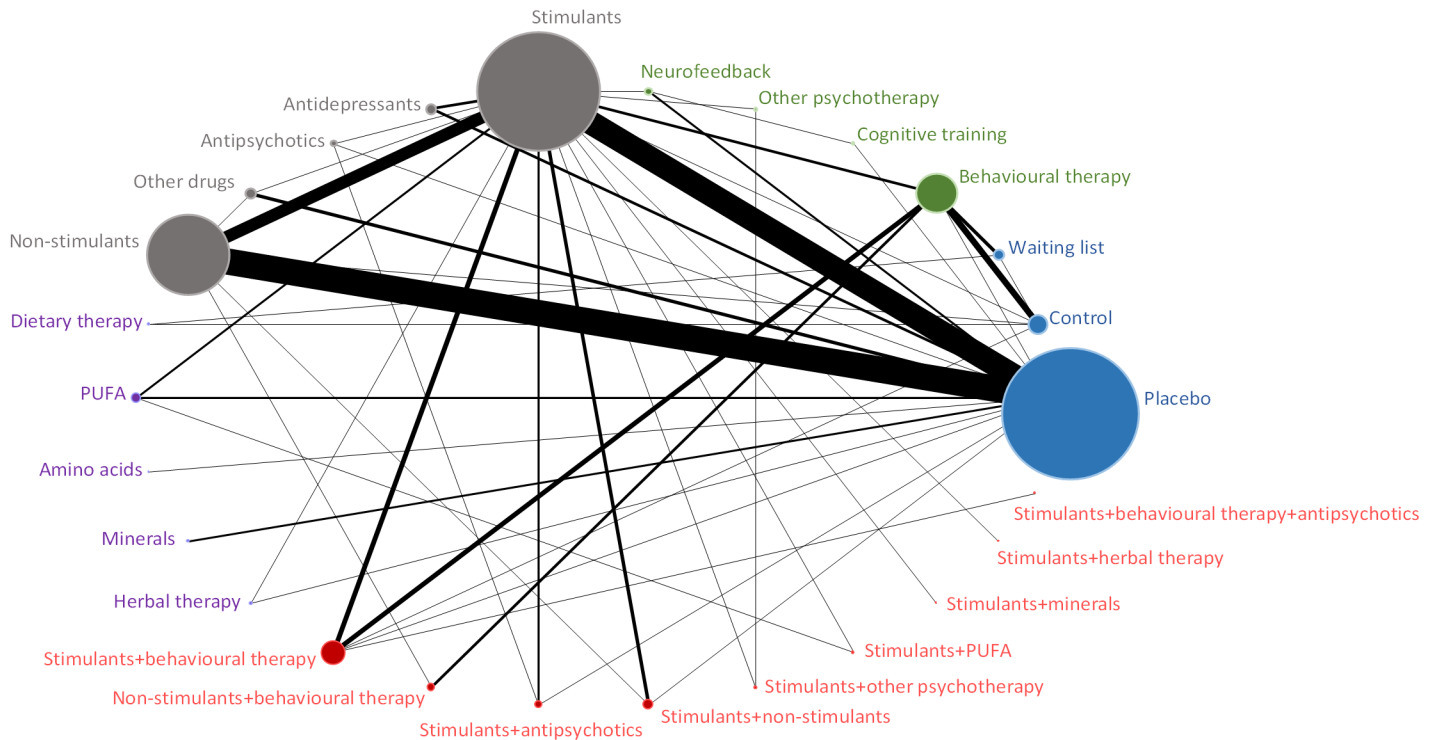 Stimulants
Neurofeedback
Other psychotherapy
Antidepressants
Cognitive training
Antipsychotics
Behavioural therapy
Other drugs
Non-stimulants
Waiting list
Dietary therapy
Control
PUFA
Placebo
Amino acids
Stimulants+behavioural therapy+antipsychotics
Minerals
Stimulants+herbal therapy
Herbal therapy
Stimulants+minerals
Stimulants+behavioural therapy
Stimulants+PUFA
Non-stimulants+behavioural therapy
Stimulants+other psychotherapy
Stimulants+antipsychotics
Stimulants+non-stimulants